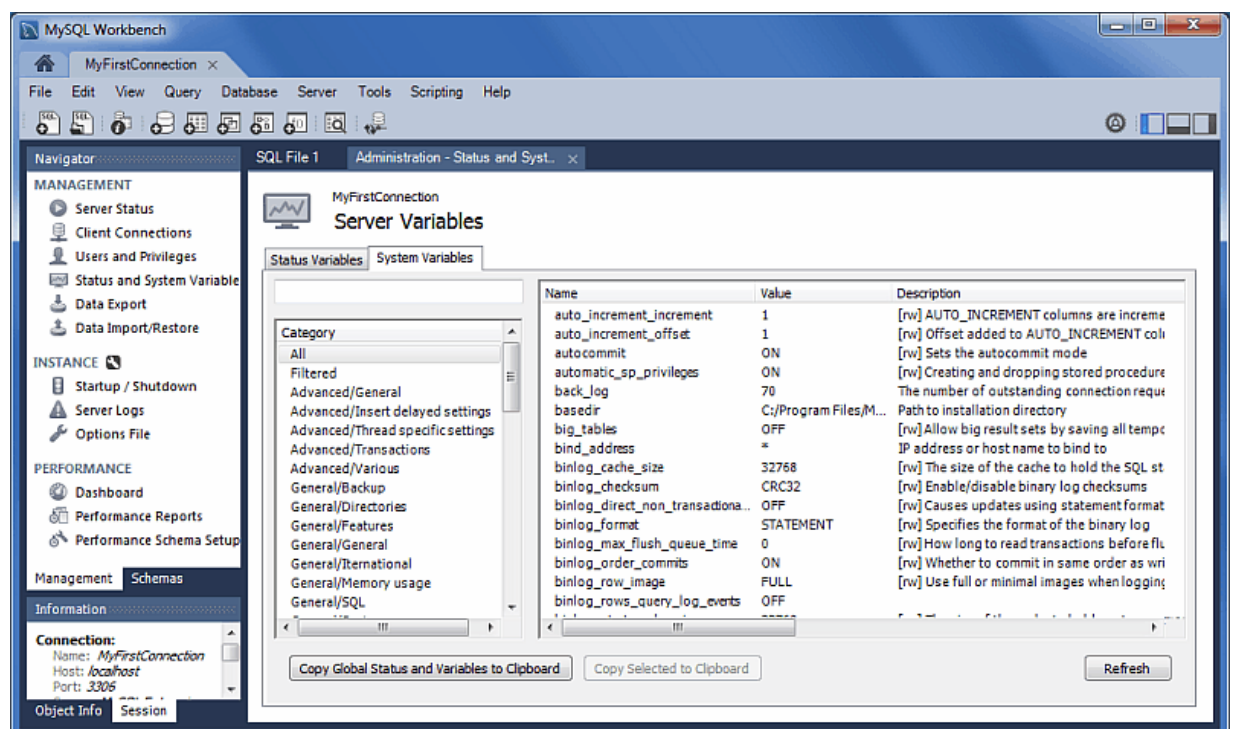 MySQL Workbench
MyFirstConnection ×
File Edit View Query Database Server Tools Scripting Help
Navigator
MANAGEMENT
Server Status
Client Connections
Users and Privileges
Status and System Variable
Data Export
Data Import/Restore
INSTANCE
Startup / Shutdown
Server Logs
Options File
PERFORMANCE
Dashboard
Performance Reports
Performance Schema Setup
Management Schemas
Information
Connection:
Name: MyFirstConnection
Host: localhost
Port: 3306
Object Info Session
SQL File 1 Administration - Status and Syst.. ×
MyFirstConnection
Server Variables
Status Variables System Variables
Category
All
Filtered
Advanced/General
Advanced/Insert delayed settings
Advanced/Thread specific settings
Advanced/Transactions
Advanced/Various
General/Backup
General/Directories
General/Features
General/General
General/Iternational
General/Memory usage
General/SQL
Name Value Description
auto_increment_increment 1 [rw] AUTO_INCREMENT columns are increme
auto_increment_offset 1 [rw] Offset added to AUTO_INCREMENT colu
autocommit ON [rw] Sets the autocommit mode
automatic_sp_privileges ON [rw] Creating and dropping stored procedure
back_log 70 The number of outstanding connection reque
basedir C:/Program Files/M... Path to installation directory
big_tables OFF [rw] Allow big result sets by saving all tempo
bind_address * IP address or host name to bind to
binlog_cache_size 32768 [rw] The size of the cache to hold the SQL st
binlog_checksum CRC32 [rw] Enable/disable binary log checksums
binlog_direct_non_transactiona... OFF [rw] Causes updates using statement format
binlog_format STATEMENT [rw] Specifies the format of the binary log
binlog_max_flush_queue_time 0 [rw] How long to read transactions before flu
binlog_order_commits ON [rw] Whether to commit in same order as wri
binlog_row_image FULL [rw] Use full or minimal images when logging
binlog_rows_query_log_events OFF
Copy Global Status and Variables to Clipboard Copy Selected to Clipboard Refresh